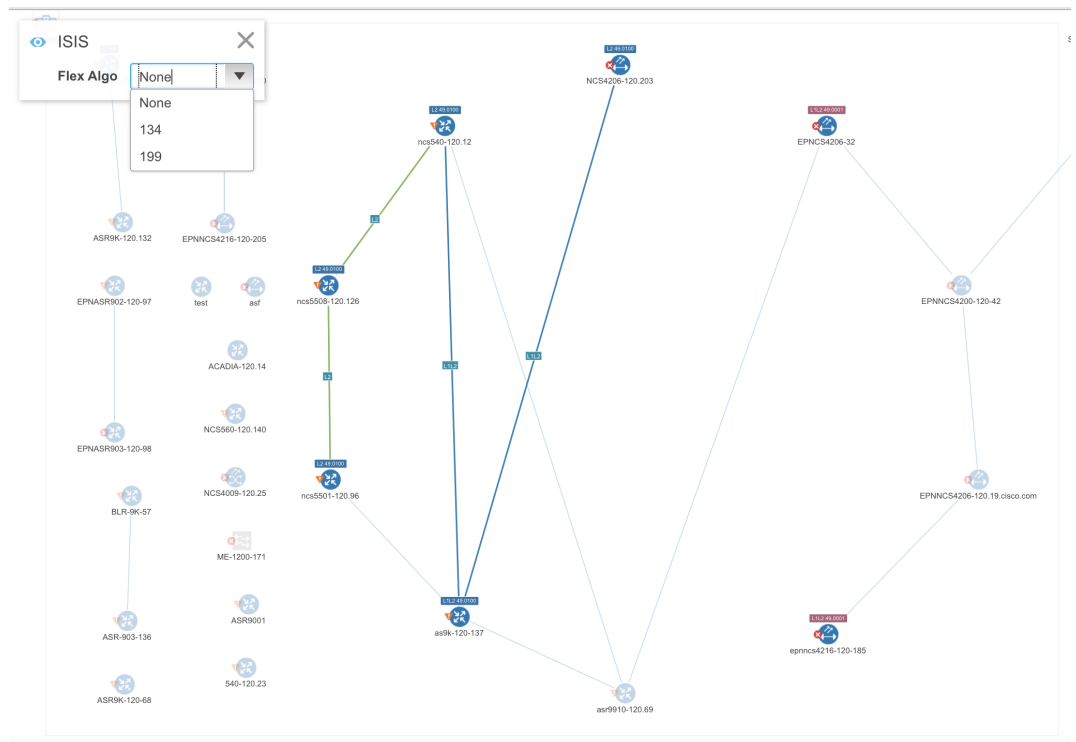 ISIS
Flex Algo
None
None
134
199
L2 49.0100
NCS4206-120.203
L2 49.0100
ncs540-120.12
L1L2 49.0001
EPNCS4206-32
L2
ASR9K-120.132
EPNNCS4216-120-205
L2 49.0100
ncs5508-120.126
EPNASR902-120-97
test
asf
EPNNCS4200-120-42
ACADIA-120.14
L1L2
L1L2
L2
NCS560-120.140
EPNASR903-120-98
L2 49.0100
ncs5501-120.96
NCS4009-120.25
EPNNCS4206-120.19.cisco.com
BLR-9K-57
ME-1200-171
L1L2 49.0100
as9k-120-137
ASR9001
ASR-903-136
L1L2 49.0001
epnncs4216-120-185
540-120.23
ASR9K-120-68
asr9910-120.69